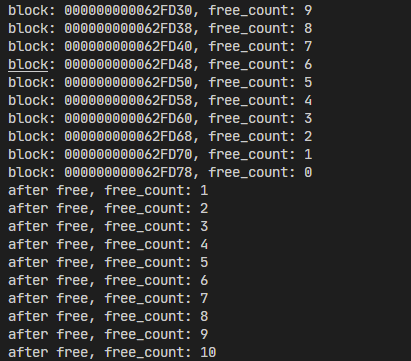 block: 000000000062FD30, free_count: 9
block: 000000000062FD38, free_count: 8
block: 000000000062FD40, free_count: 7
block: 000000000062FD48, free_count: 6
block: 000000000062FD50, free_count: 5
block: 000000000062FD58, free_count: 4
block: 000000000062FD60, free_count: 3
block: 000000000062FD68, free_count: 2
block: 000000000062FD70, free_count: 1
block: 000000000062FD78, free_count: 0
after free, free_count: 1
after free, free_count: 2
after free, free_count: 3
after free, free_count: 4
after free, free_count: 5
after free, free_count: 6
after free, free_count: 7
after free, free_count: 8
after free, free_count: 9
after free, free_count: 10